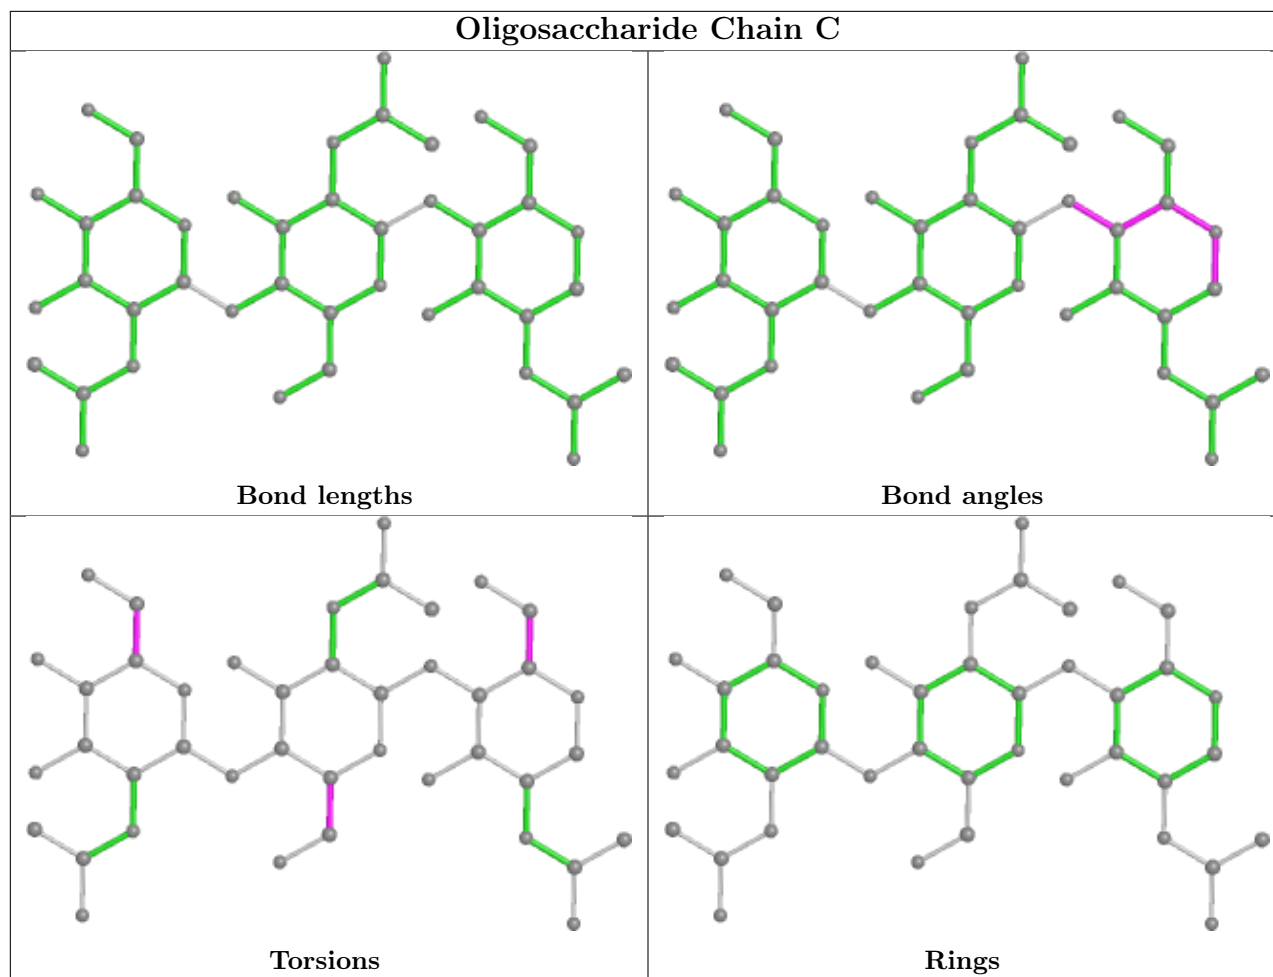 Oligosaccharide Chain C
Bond lengths
Bond angles
Torsions
Rings